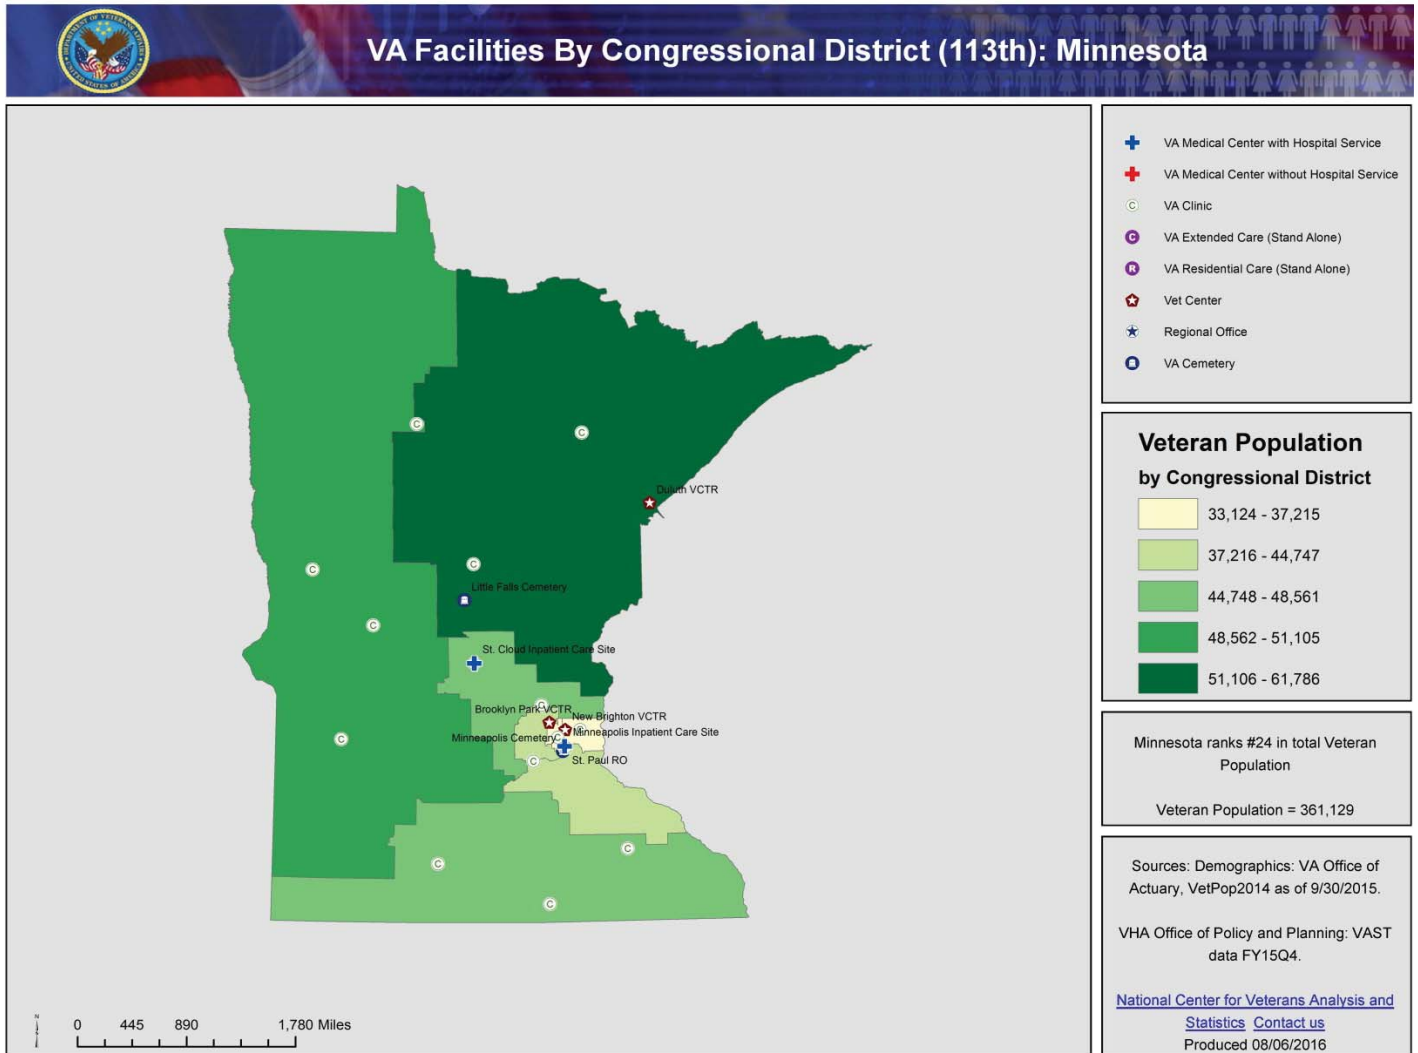 VA Facilities By Congressional District (113th): Minnesota
VA Medical Center with Hospital Service
VA Medical Center without Hospital Service
C VA Clinic
C VA Extended Care (Stand Alone)
R VA Residential Care (Stand Alone)
Vet Center
Regional Office
VA Cemetery
Veteran Population
by Congressional District
33,124 - 37,215
37,216 - 44,747
44,748 - 48,561
48,562 - 51,105
51,106 - 61,786
Minnesota ranks #24 in total Veteran
Population
Veteran Population = 361,129
Sources: Demographics: VA Office of
Actuary, VetPop2014 as of 9/30/2015.
VHA Office of Policy and Planning: VAST
data FY15Q4.
National Center for Veterans Analysis and
Statistics Contact us
Produced 08/06/2016
C
C
Duluth VCTR
C
C
Little Falls Cemetery
C
St. Cloud Inpatient Care Site
C
Brooklyn Park VCTR
New Brighton VCTR
C
Minneapolis Inpatient Care Site
Minneapolis Cemetery
C
C
St. Paul RO
C
C
C
C
0 445 890 1,780 Miles